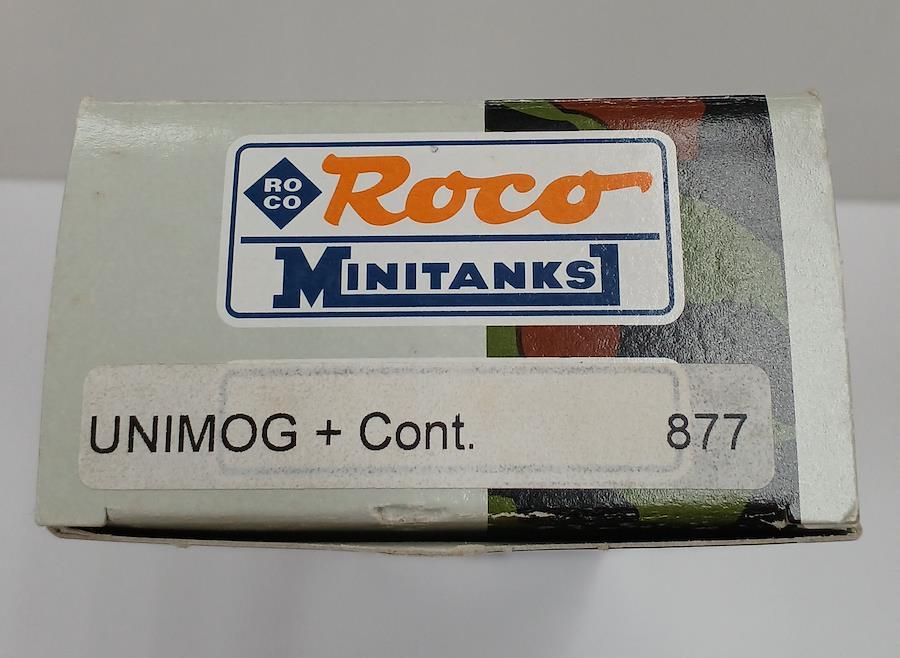 RO
CO
Roco
MINITANKS
UNIMOG + Cont. 877